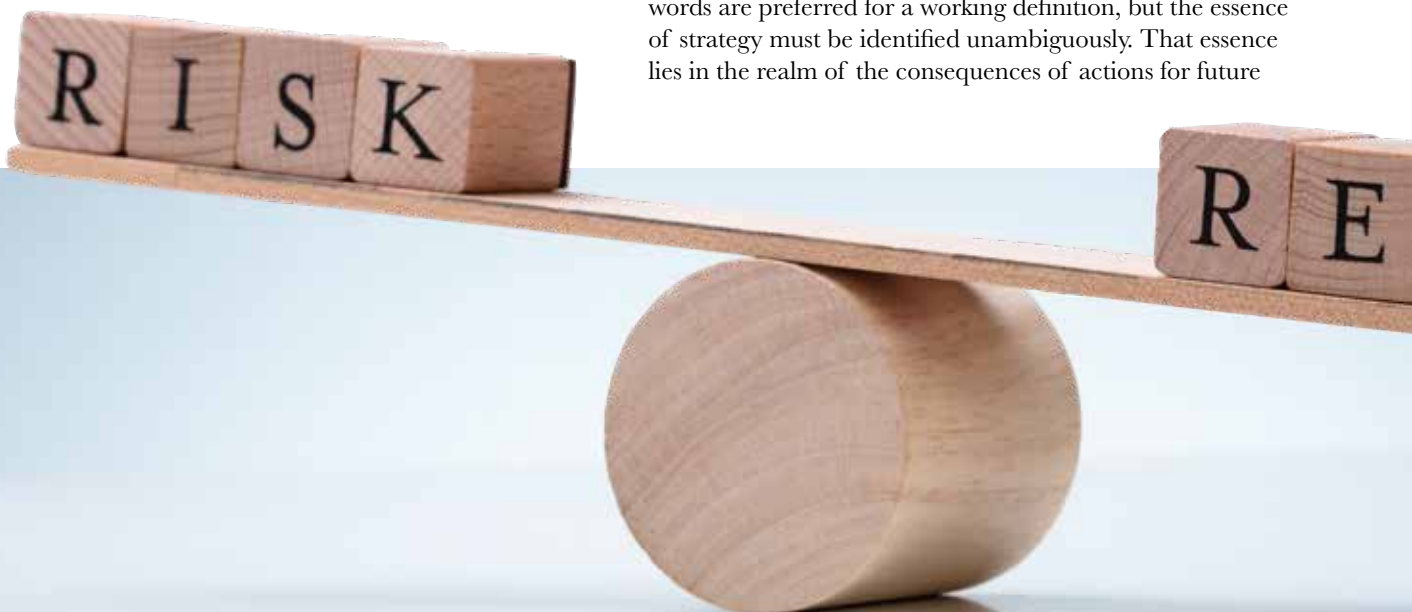 words are preferred for a working definition, but the essence
of strategy must be identified unambiguously. That essence
lies in the realm of the consequences of actions for future
RISK
RE